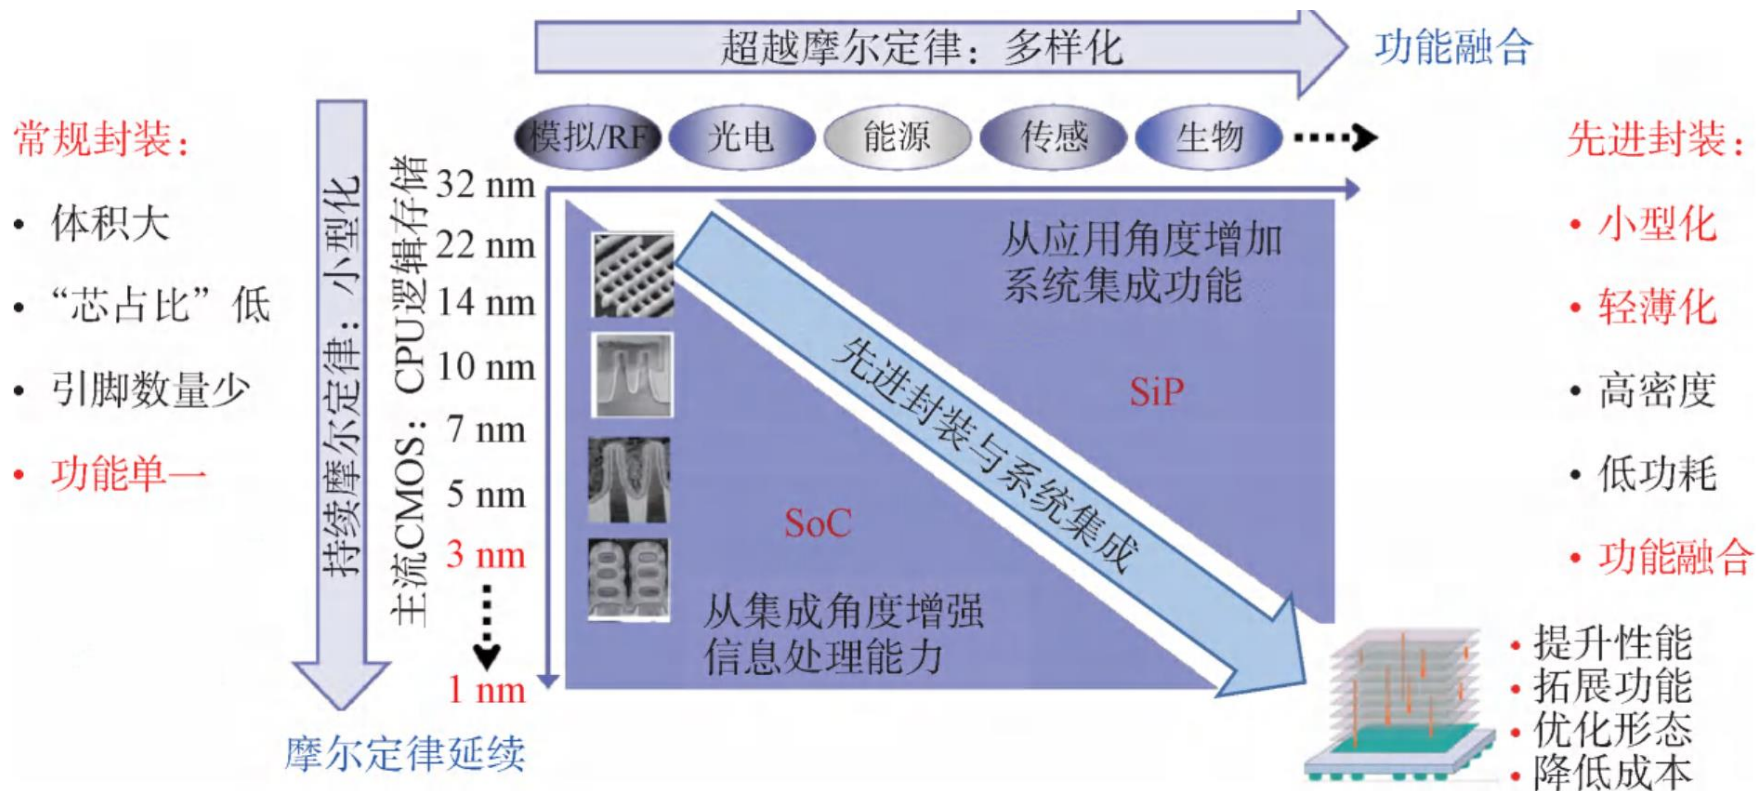 超越摩尔定律：多样化
功能融合
模拟/RF
光电
能源
传感
生物
常规封装：
• 体积大
• “芯占比”低
• 引脚数量少
• 功能单一
持续摩尔定律：小型化
主流CMOS：CPU逻辑存储
32 nm
22 nm
14 nm
10 nm
7 nm
5 nm
3 nm
1 nm
摩尔定律延续
从应用角度增加
系统集成功能
SiP
先进封装与系统集成
SoC
从集成角度增强
信息处理能力
先进封装：
• 小型化
• 轻薄化
• 高密度
• 低功耗
• 功能融合
• 提升性能
• 拓展功能
• 优化形态
• 降低成本